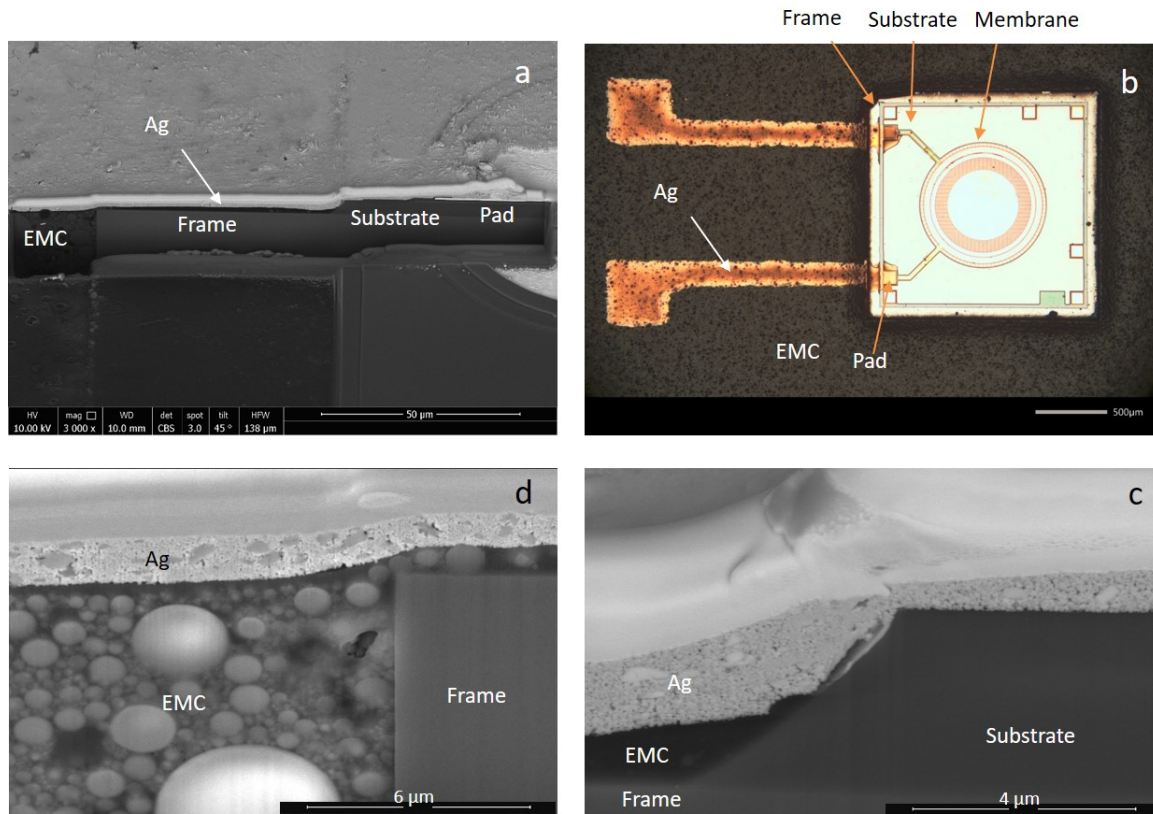 Frame Substrate Membrane
a
Ag
Frame
Substrate
Pad
EMC
HV mag WD det spot tilt HFW
10.00 kV 3 000 x 10.0 mm CBS 3.0 45 ° 138 µm
50 µm
b
Ag
EMC
Pad
500µm
d
Ag
EMC
Frame
6 µm
c
Ag
EMC
Substrate
Frame
4 µm